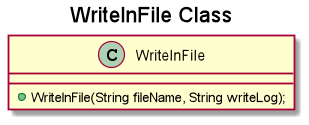 WriteInFile Class
C WriteInFile
WriteInFile(String fileName, String writeLog);